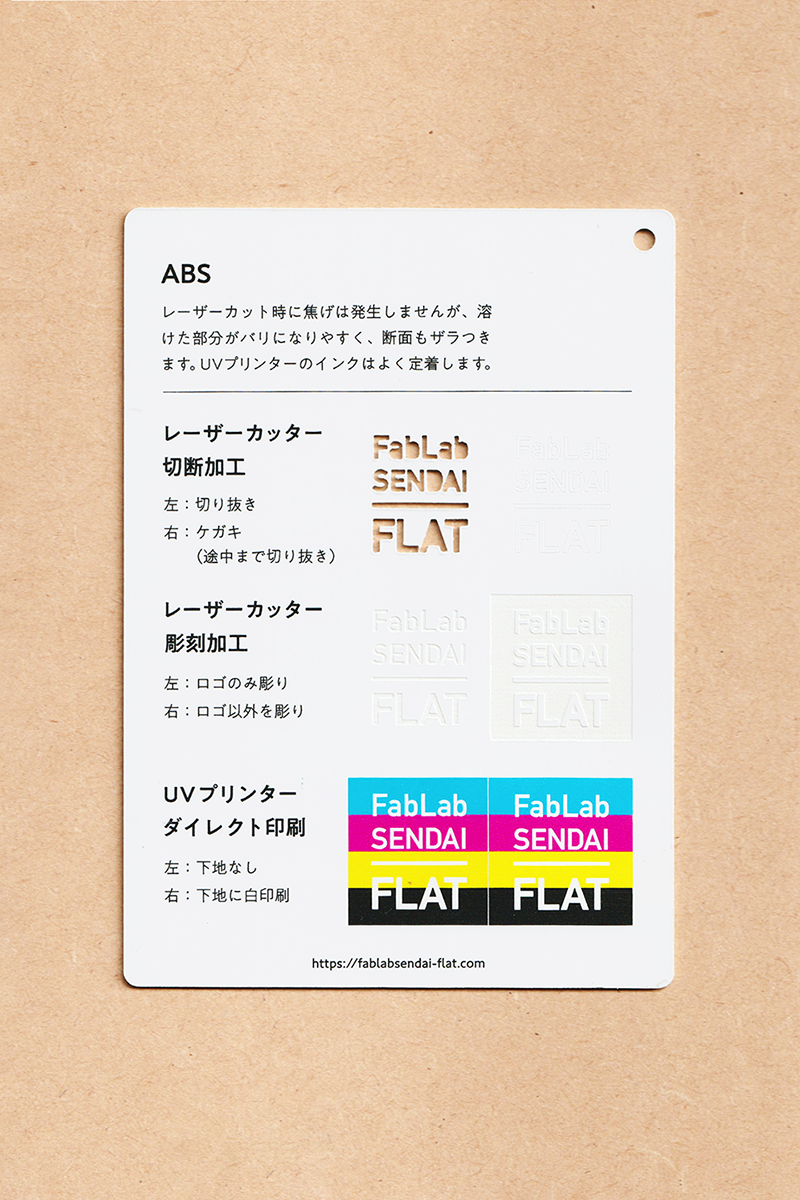 ABS
レーザーカット時に焦げは発生しませんが、溶
けた部分がバリになりやすく、断面もザラつき
ます。UVプリンターのインクはよく定着します。
レーザーカッター
切断加工
左：切り抜き
右：ケガキ
（途中まで切り抜き）
FabLab
SENDAI
FLAT
FabLab
SENDAI
FLAT
レーザーカッター
彫刻加工
左：ロゴのみ彫り
右：ロゴ以外を彫り
FabLab
SENDAI
FLAT
FabLab
SENDAI
FLAT
UVプリンター
ダイレクト印刷
左：下地なし
右：下地に白印刷
FabLab
SENDAI
FLAT
FabLab
SENDAI
FLAT
https://fablabsendai-flat.com